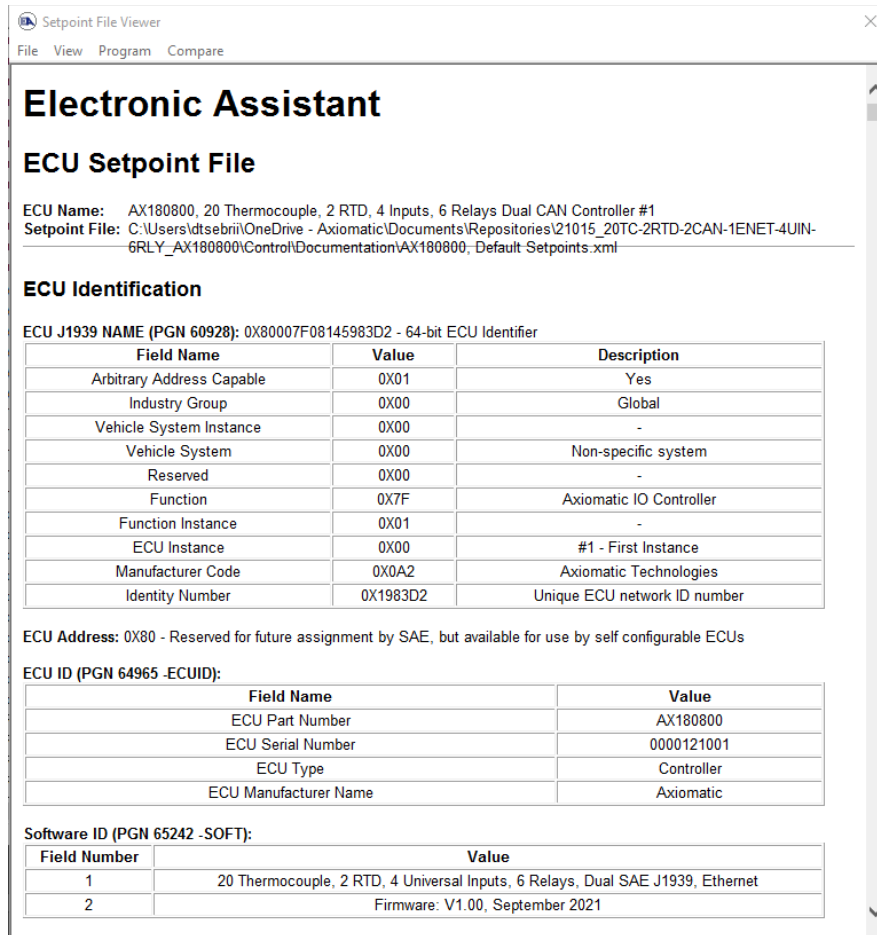 Setpoint File Viewer
File View Program Compare
Electronic Assistant
ECU Setpoint File
ECU Name: AX180800, 20 Thermocouple, 2 RTD, 4 Inputs, 6 Relays Dual CAN Controller #1
Setpoint File: C:\Users\dtsebrii\OneDrive - Axiomatic\Documents\Repositories\21015_20TC-2RTD-2CAN-1ENET-4UIN-
6RLY_AX180800\Control\Documentation\AX180800, Default Setpoints.xml
ECU Identification
ECU J1939 NAME (PGN 60928): 0X80007F08145983D2 - 64-bit ECU Identifier
Field Name Value Description
Arbitrary Address Capable 0X01 Yes
Industry Group 0X00 Global
Vehicle System Instance 0X00 -
Vehicle System 0X00 Non-specific system
Reserved 0X00 -
Function 0X7F Axiomatic IO Controller
Function Instance 0X01 -
ECU Instance 0X00 #1 - First Instance
Manufacturer Code 0X0A2 Axiomatic Technologies
Identity Number 0X1983D2 Unique ECU network ID number
ECU Address: 0X80 - Reserved for future assignment by SAE, but available for use by self configurable ECUs
ECU ID (PGN 64965 -ECUID):
Field Name Value
ECU Part Number AX180800
ECU Serial Number 0000121001
ECU Type Controller
ECU Manufacturer Name Axiomatic
Software ID (PGN 65242 -SOFT):
Field Number Value
1 20 Thermocouple, 2 RTD, 4 Universal Inputs, 6 Relays, Dual SAE J1939, Ethernet
2 Firmware: V1.00, September 2021